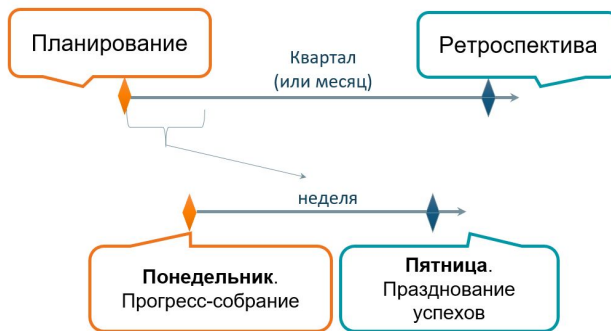 Планирование
Квартал
(или месяц)
Ретроспектива
неделя
Понедельник.
Прогресс-собрание
Пятница.
Празднование
успехов